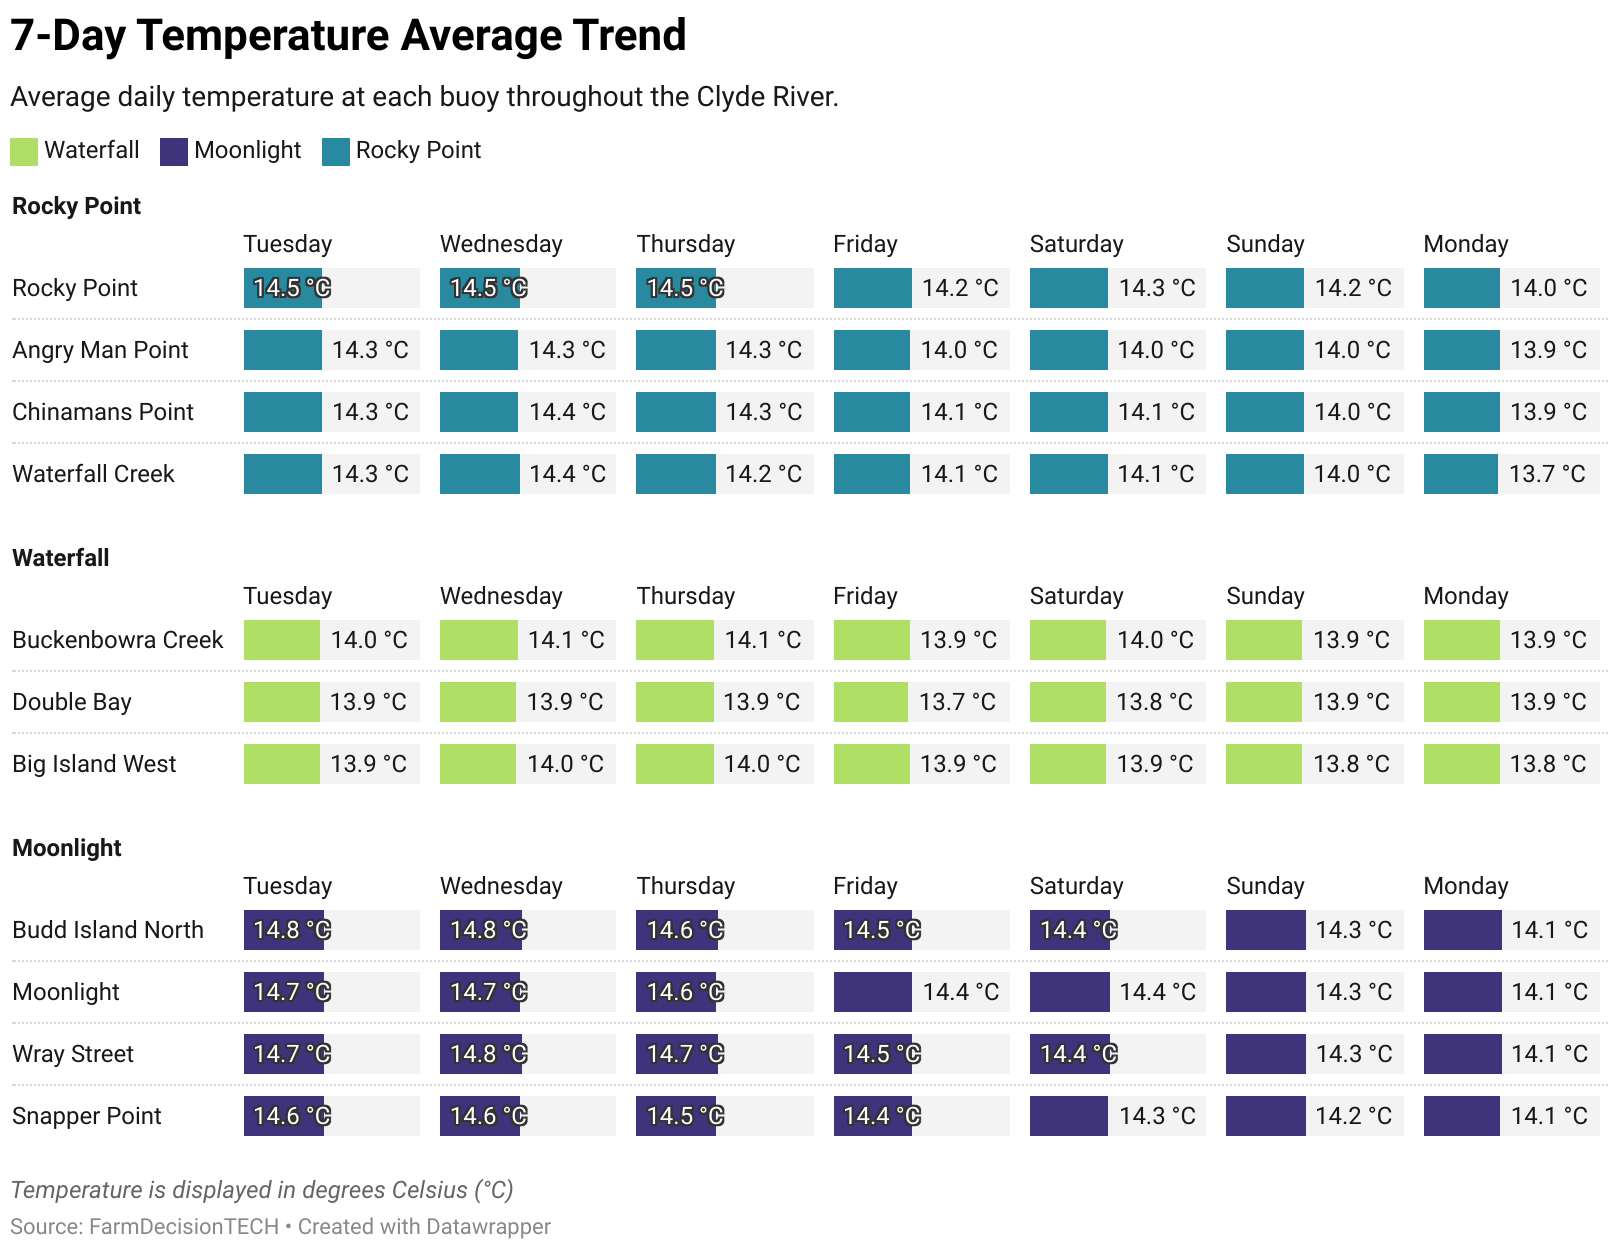 7-Day Temperature Average Trend
Average daily temperature at each buoy throughout the Clyde River.
Waterfall Moonlight Rocky Point
Rocky Point
Tuesday Wednesday Thursday Friday Saturday Sunday Monday
Rocky Point 14.5 °C 14.5 °C 14.5 °C 14.2 °C 14.3 °C 14.2 °C 14.0 °C
Angry Man Point 14.3 °C 14.3 °C 14.3 °C 14.0 °C 14.0 °C 14.0 °C 13.9 °C
Chinamans Point 14.3 °C 14.4 °C 14.3 °C 14.1 °C 14.1 °C 14.0 °C 13.9 °C
Waterfall Creek 14.3 °C 14.4 °C 14.2 °C 14.1 °C 14.1 °C 14.0 °C 13.7 °C
Waterfall
Tuesday Wednesday Thursday Friday Saturday Sunday Monday
Buckenbowra Creek 14.0 °C 14.1 °C 14.1 °C 13.9 °C 14.0 °C 13.9 °C 13.9 °C
Double Bay 13.9 °C 13.9 °C 13.9 °C 13.7 °C 13.8 °C 13.9 °C 13.9 °C
Big Island West 13.9 °C 14.0 °C 14.0 °C 13.9 °C 13.9 °C 13.8 °C 13.8 °C
Moonlight
Tuesday Wednesday Thursday Friday Saturday Sunday Monday
Budd Island North 14.8 °C 14.8 °C 14.6 °C 14.5 °C 14.4 °C 14.3 °C 14.1 °C
Moonlight 14.7 °C 14.7 °C 14.6 °C 14.4 °C 14.4 °C 14.3 °C 14.1 °C
Wray Street 14.7 °C 14.8 °C 14.7 °C 14.5 °C 14.4 °C 14.3 °C 14.1 °C
Snapper Point 14.6 °C 14.6 °C 14.5 °C 14.4 °C 14.3 °C 14.2 °C 14.1 °C
Temperature is displayed in degrees Celsius (°C)
Source: FarmDecisionTECH • Created with Datawrapper